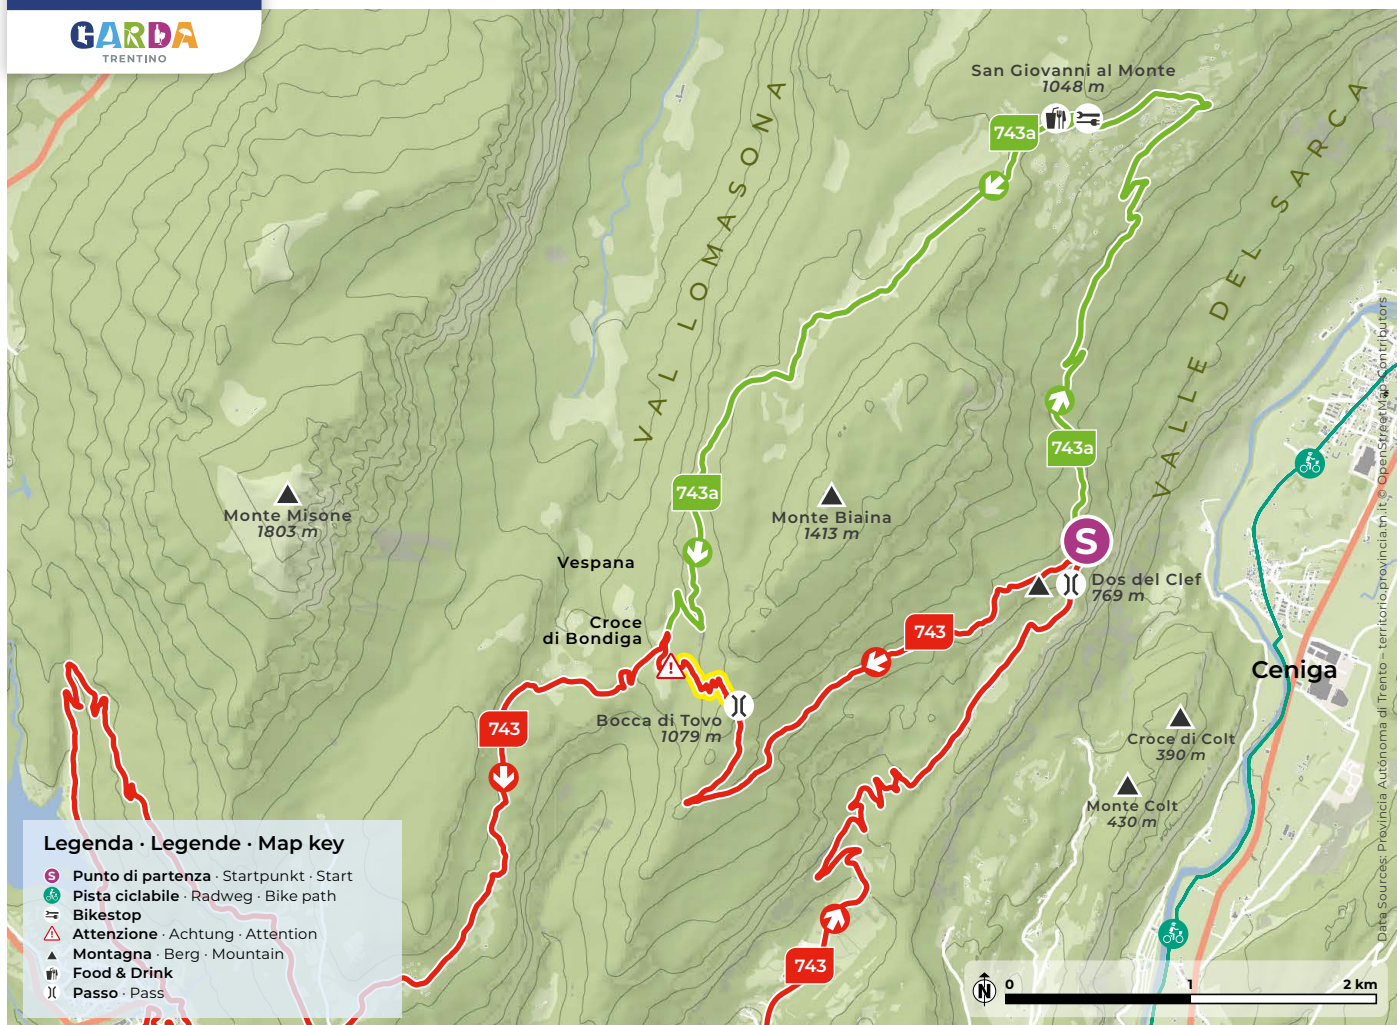 GARDA
TRENTINO
San Giovanni al Monte
1048 m
743a
VAL LOMASONA
VALLE DEL SARCA
743a
743a
Monte Misone
1803 m
Monte Biaina
1413 m
S
Vespana
Dos del Clef
769 m
Croce
di Bondiga
743
!
Ceniga
Bocca di Tovo
1079 m
743
Croce di Colt
390 m
Monte Colt
430 m
743
Legenda · Legende · Map key
S Punto di partenza · Startpunkt · Start
Pista ciclabile · Radweg · Bike path
Bikestop
Attenzione · Achtung · Attention
Montagna · Berg · Mountain
Food & Drink
Passo · Pass
N
0 1 2 km
Data Sources: Provincia Autonoma di Trento – territorio.provincia.tn.it © OpenStreetMap Contributors